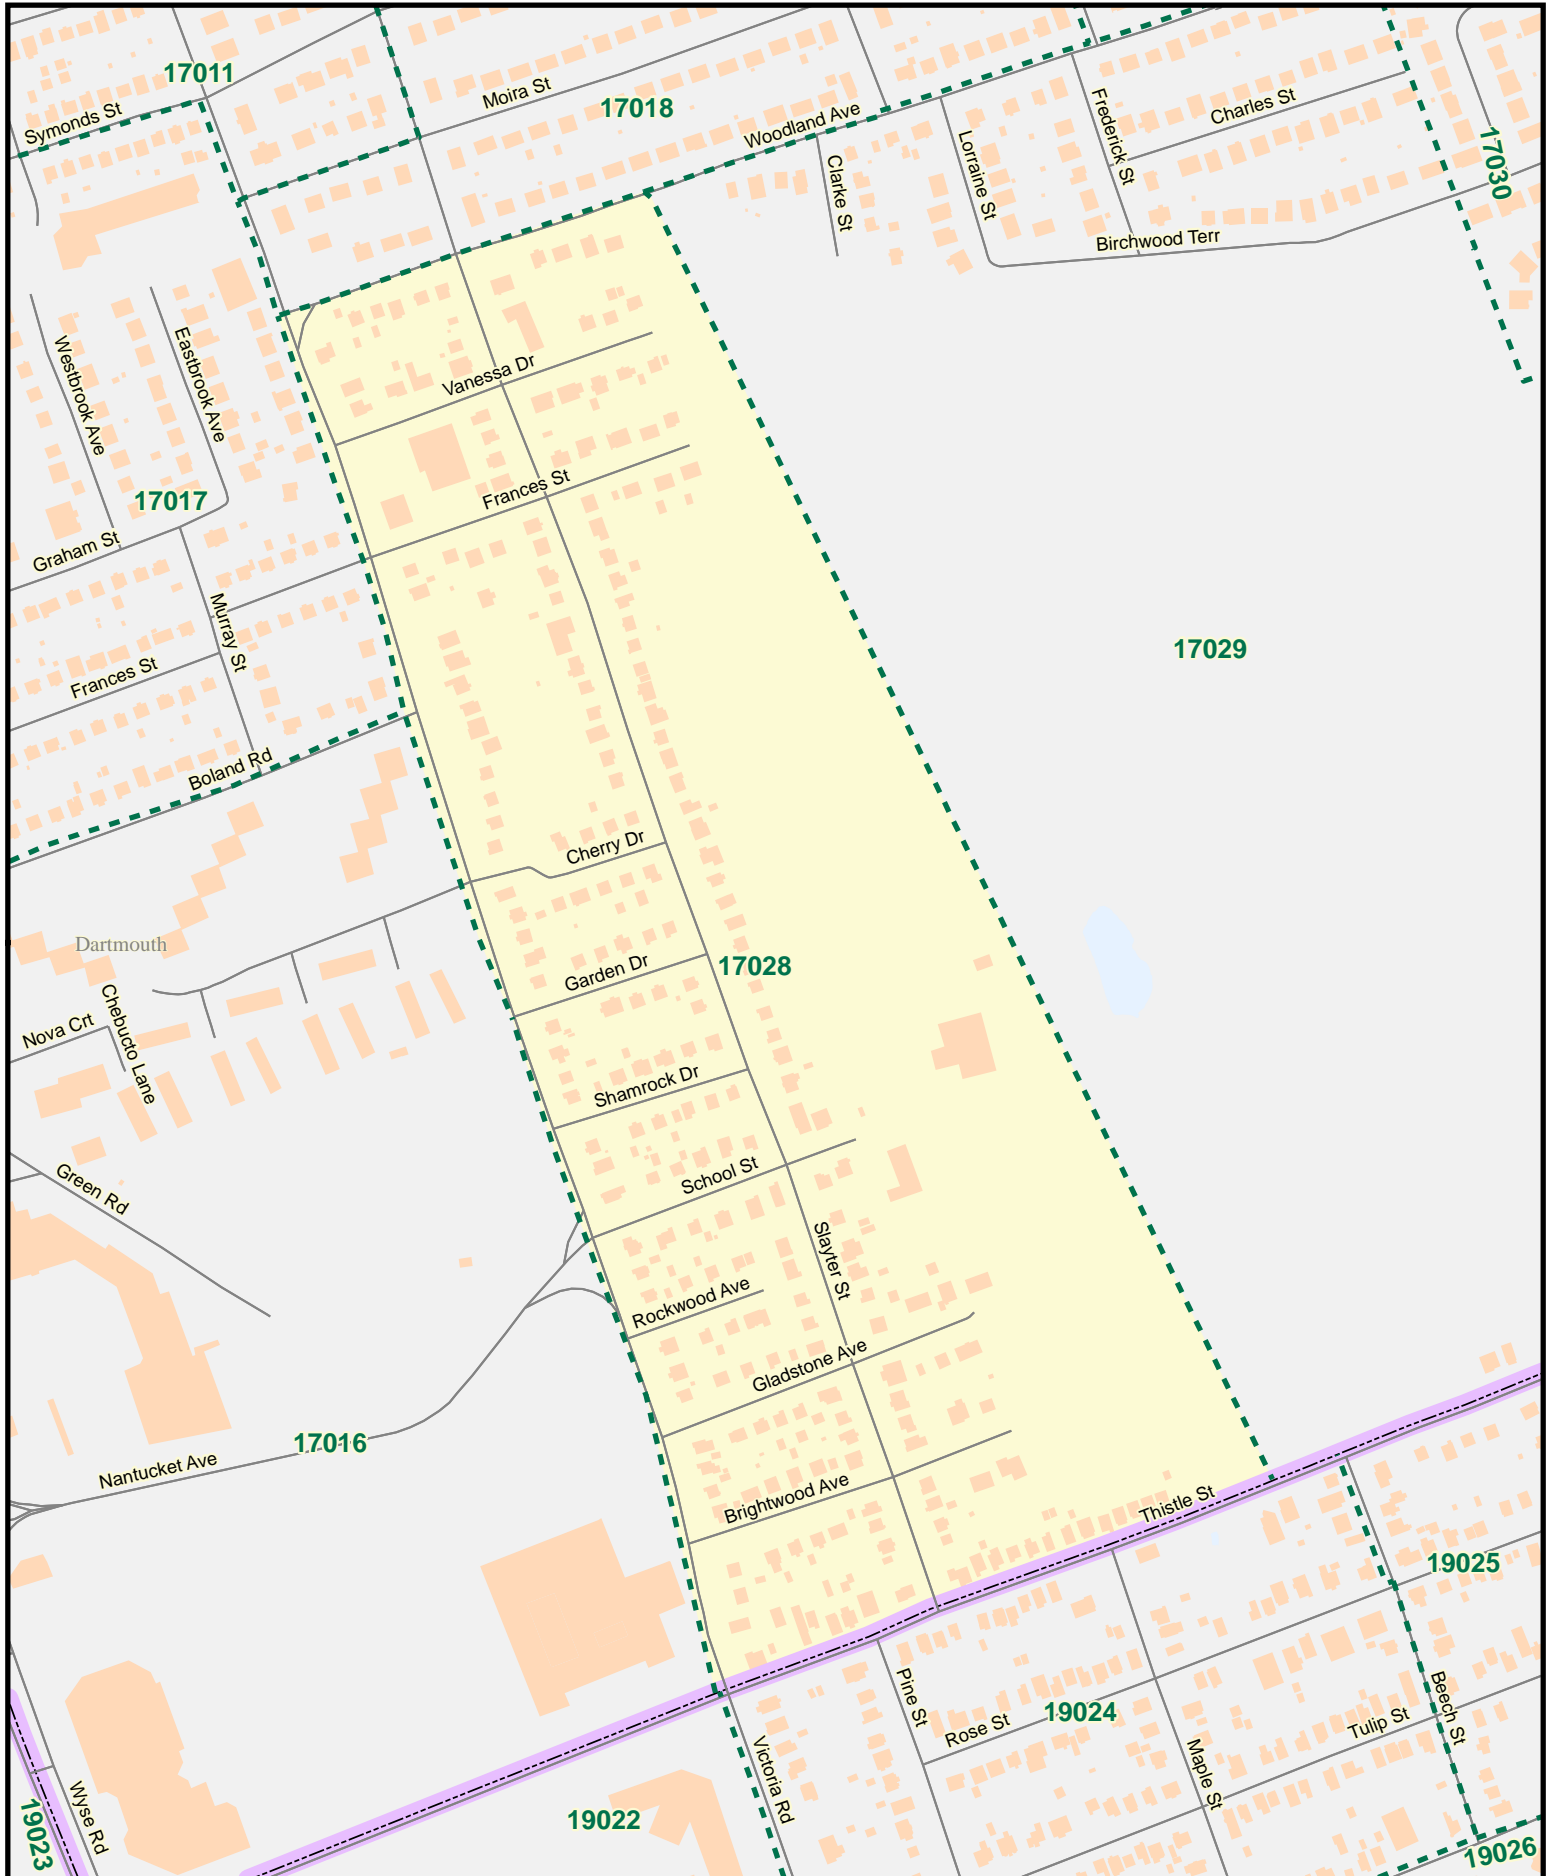 17011
Symonds St
Moira St
17018
Woodland Ave
Clarke St
Lorraine St
Frederick St
Charles St
17030
Birchwood Terr
Westbrook Ave
Eastbrook Ave
Vanessa Dr
17017
Frances St
Graham St
Murray St
Frances St
17029
Boland Rd
Cherry Dr
Dartmouth
Garden Dr
17028
Nova Crt
Chebucto Lane
Shamrock Dr
School St
Green Rd
Slayter St
Rockwood Ave
Gladstone Ave
17016
Nantucket Ave
Brightwood Ave
Thistle St
19025
Pine St
Rose St
19024
Beech St
Tulip St
Maple St
Victoria Rd
Wyse Rd
19023
19022
19026